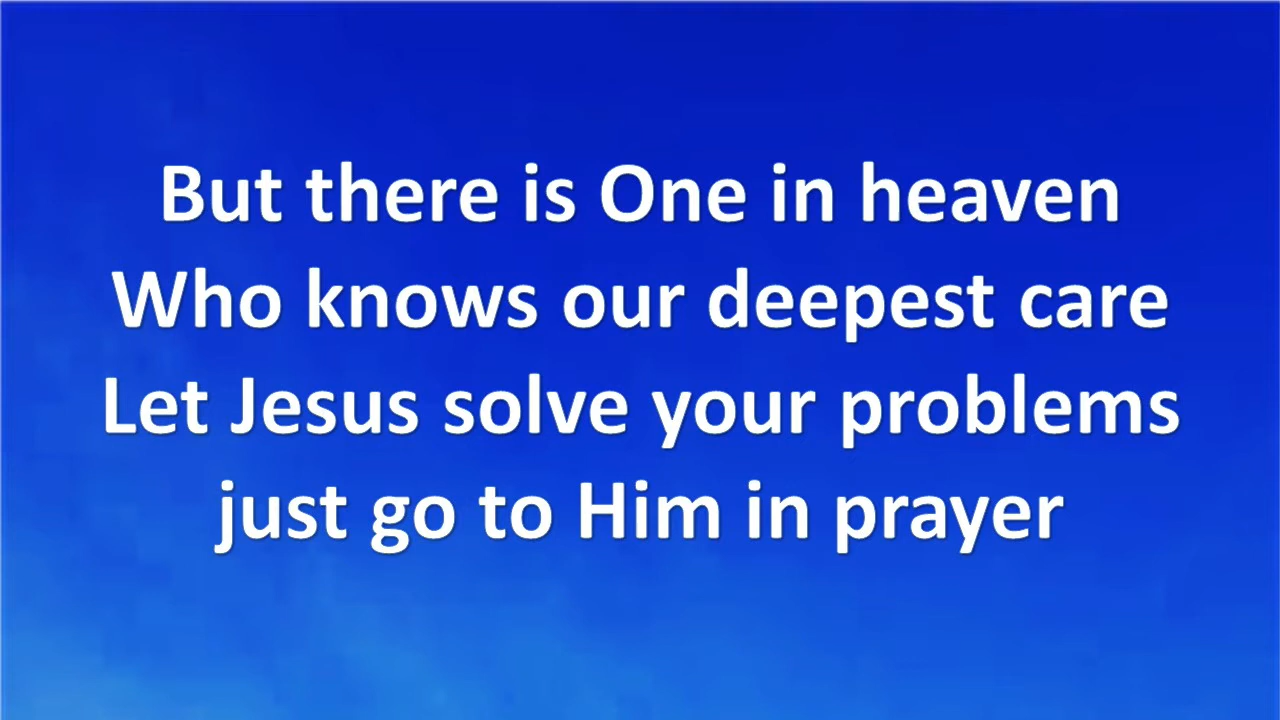 But there is One in heaven
Who knows our deepest care
Let Jesus solve your problems
just go to Him in prayer